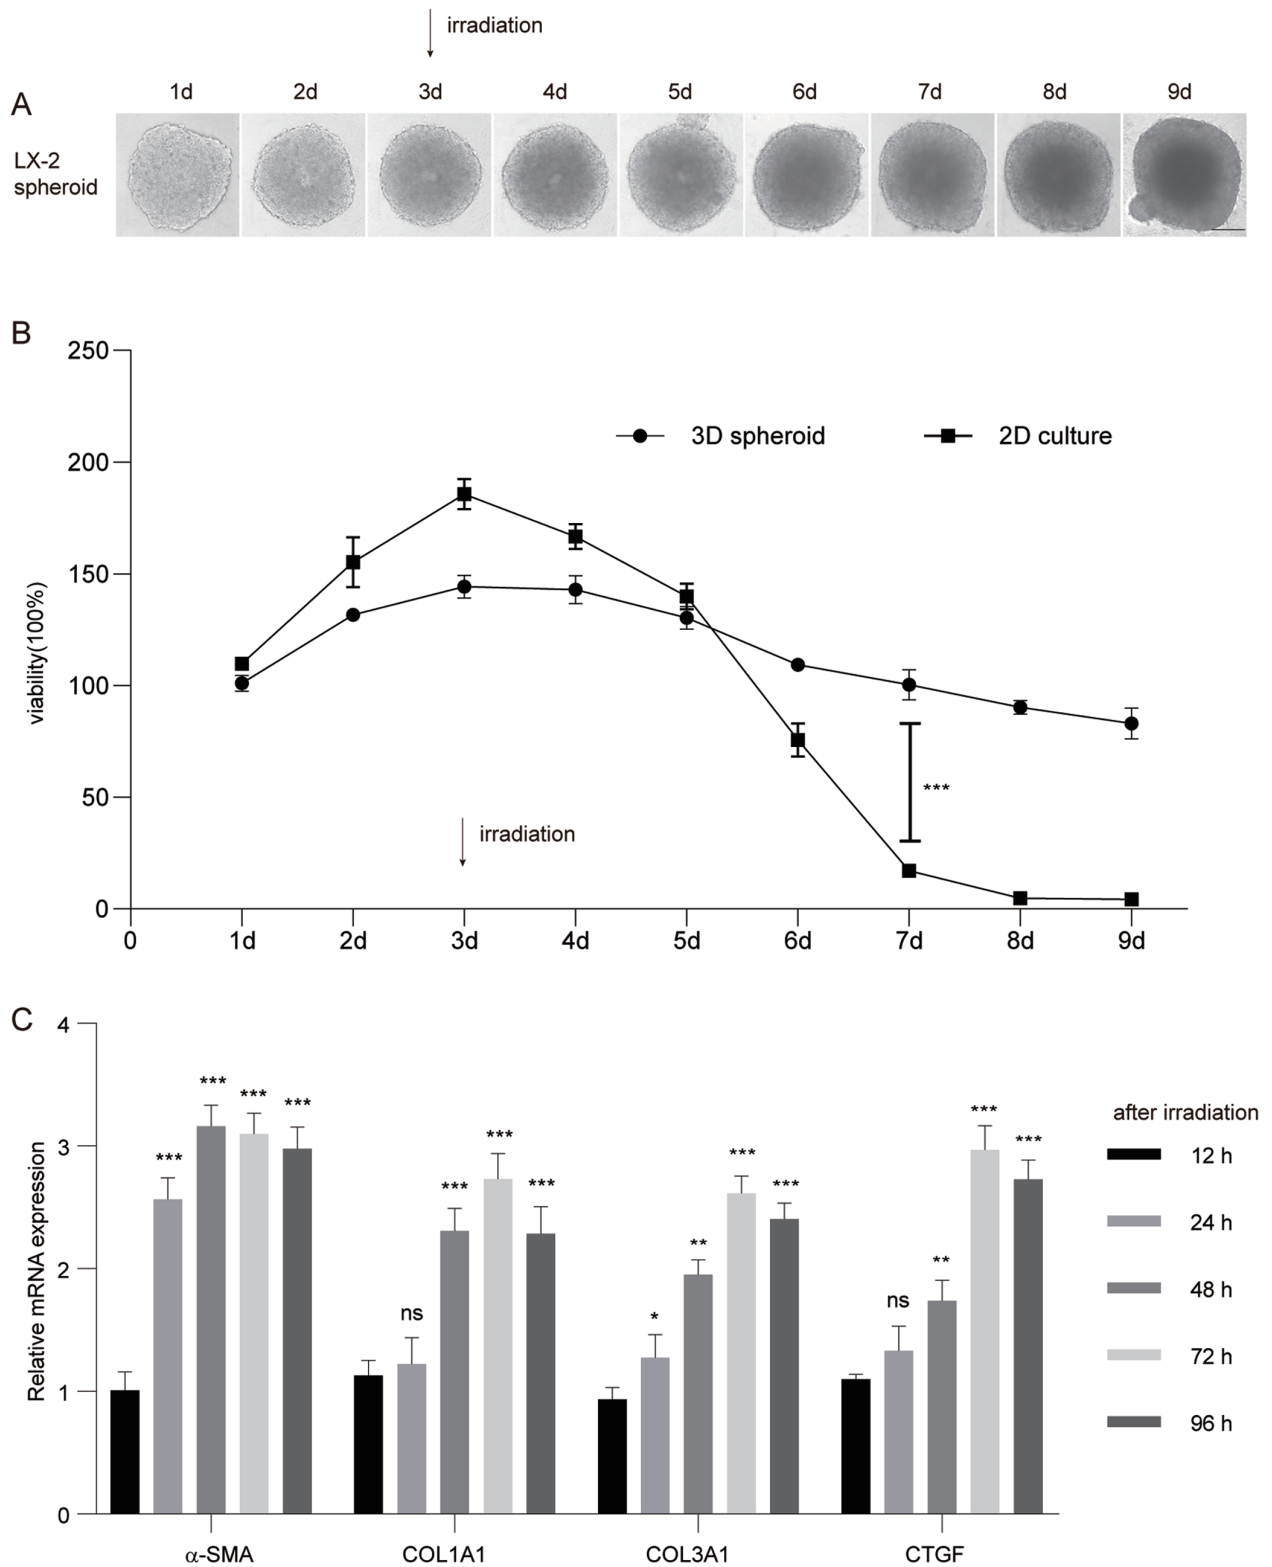 irradiation
A
1d 2d 3d 4d 5d 6d 7d 8d 9d
LX-2
spheroid
B
250
200
150
100
50
0
viability(100%)
3D spheroid 2D culture
***
irradiation
0 1d 2d 3d 4d 5d 6d 7d 8d 9d
C
4
3
2
1
0
Relative mRNA expression
*** *** *** ***
ns *** *** ***
* ** *** ***
ns ** *** ***
α-SMA COL1A1 COL3A1 CTGF
after irradiation
12 h
24 h
48 h
72 h
96 h